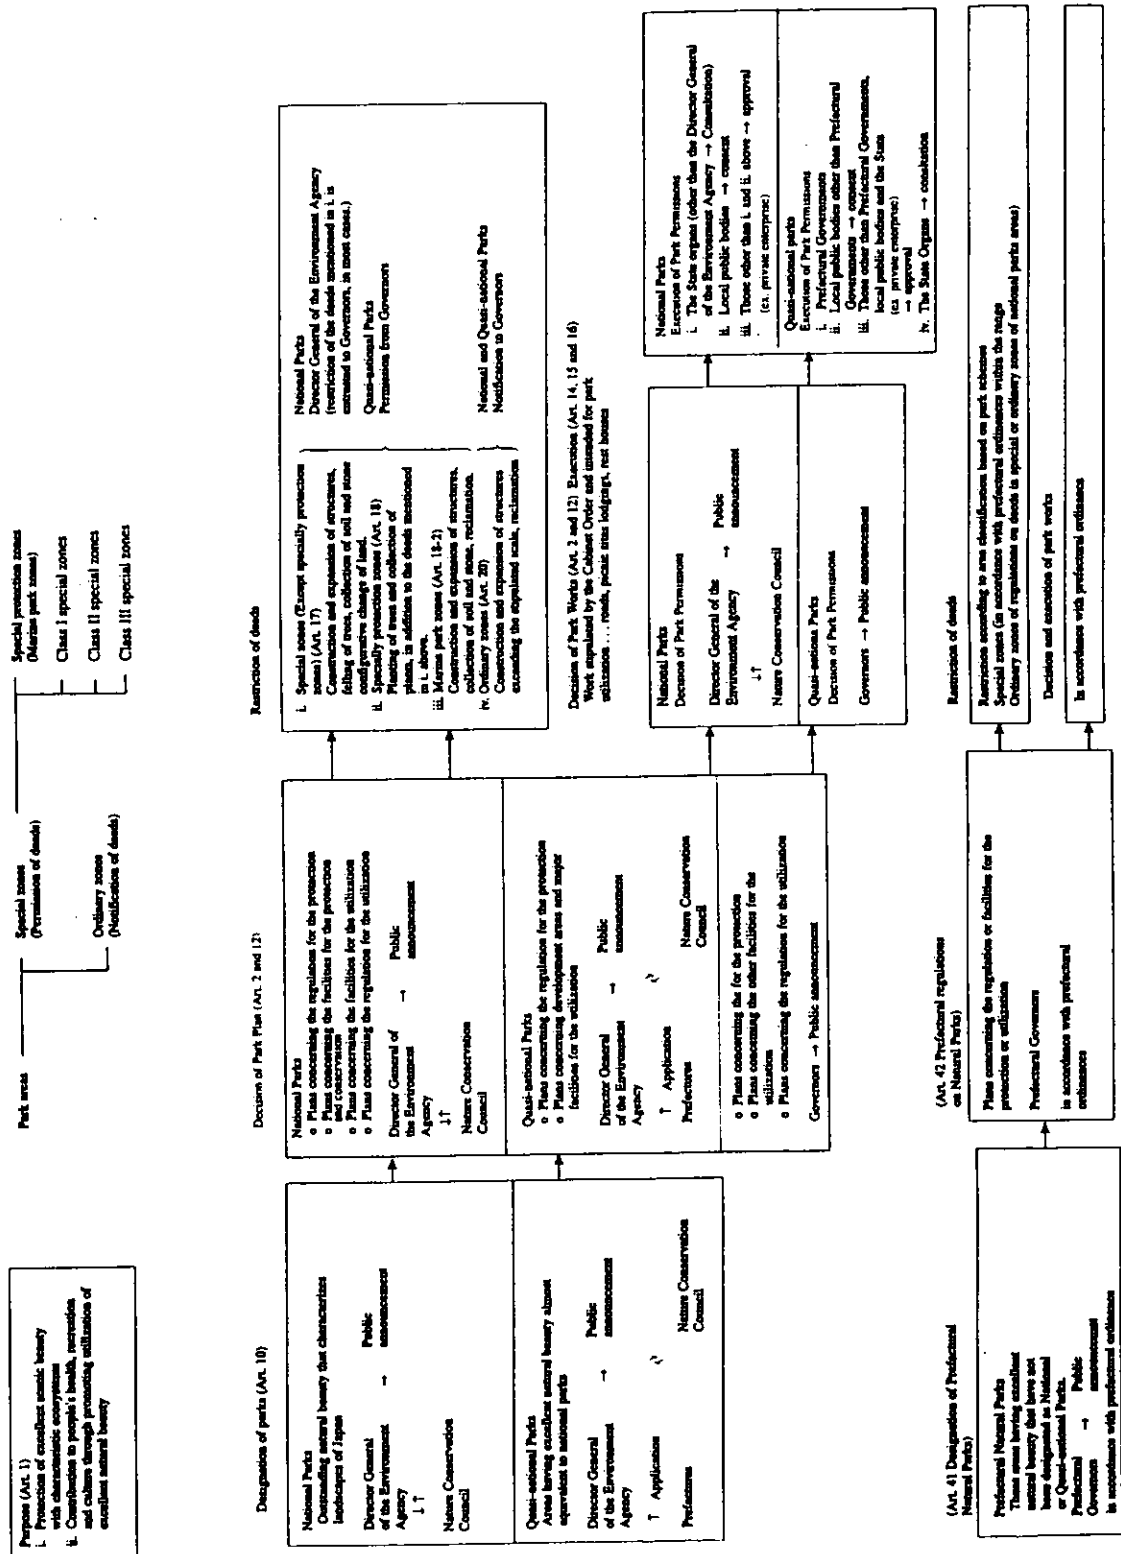 Purpose (Art. 1)
i. Protection of excellent scenic beauty
with characteristic ecosystems
ii. Contribution to people's health, recreation
and culture through promoting utilization of
excellent natural beauty
Park areas
Special zones
(Permission of deeds)
Ordinary zones
(Notification of deeds)
Special protection zones
(Marine park zones)
Class I special zones
Class II special zones
Class III special zones
Designation of parks (Art. 10)
National Parks
Outstanding natural beauty that characterizes
landscapes of Japan
Director General → Public
of the Environment announcement
Agency
↓↑
Nature Conservation
Council
Quasi-national Parks
Areas having excellent natural beauty almost
equivalent to national parks
Director General → Public
of the Environment announcement
Agency
↑ Application
Prefectures Nature Conservation
Council
Decision of Park Plan (Art. 2 and 12)
National Parks
o Plans concerning the regulations for the protection
o Plans concerning the facilities for the protection
and conservation
o Plans concerning the facilities for the utilization
o Plans concerning the regulation for the utilization
Director General of → Public
the Environment announcement
Agency
↓↑
Nature Conservation
Council
Quasi-national Parks
o Plans concerning the regulation for the protection
o Plans concerning development areas and major
facilities for the utilization
Director General → Public
of the Environment announcement
Agency
↑ Application
Prefectures Nature Conservation
Council
o Plans concerning the for the protection
o Plans concerning the other facilities for the
utilization
o Plans concerning the regulation for the utilization
Governors → Public announcement
Restriction of deeds
i. Special zones (Except specially protection
zones) (Art. 17)
Construction and expansion of structures,
felling of trees, collection of soil and stone
configurative change of land.
ii. Specially protection zones (Art. 18)
Planting of trees and collection of
plants, in addition to the deeds mentioned
in i. above.
iii. Marine park zones (Art. 18-2)
Construction and expansion of structures,
collection of soil and stone, reclamation.
iv. Ordinary zones (Art. 20)
Construction and expansion of structures
exceeding the stipulated scale, reclamation
National Parks
Director General of the Environment Agency
(restriction of the deeds mentioned in i. is
entrusted to Governors, in most cases.)
Quasi-national Parks
Permission from Governors
National and Quasi-national Parks
Notification to Governors
Decision of Park Works (Art. 2 and 12) Execution (Art. 14, 15 and 16)
Work stipulated by the Cabinet Order and intended for park
utilization . . . roads, picnic sites lodgings, rest houses
National Parks
Decision of Park Permissions
Director General of the → Public
Environment Agency announcement
↓↑
Nature Conservation Council
Quasi-nationa Parks
Decision of Park Permissions
Governors → Public announcement
National Parks
Execution of Park Permissions
i. The State organs (other than the Director General
of the Environment Agency → Consultation)
ii. Local public bodies → consent
iii. Those other than i. and ii. above → approval
(ex. private enterprise)
Quasi-national parks
Execution of Park Permissions
i. Prefectural Governments
ii. Local public bodies other than Prefectural
Governments → consent
iii. Those other than Prefectural Governments,
local public bodies and the State
(ex private enterprise)
→ approval
iv. The State Organs → consultation
(Art. 41 Designation of Prefectural
Natural Parks)
Prefectural Natural Parks
Those areas having excellent
natural beauty that have not
been designated as National
or Quasi-national Parks.
Prefectural → Public
Governors announcement
in accordance with prefectural ordinance
(Art. 42 Prefectural regulations
on Natural Parks)
Plans concerning the regulation or facilities for the
protection or utilization
Prefectural Governors
in accordance with prefectural
ordinances
Restriction of deeds
Restriction according to area classification based on park schemes
Special zones (in accordance with prefectural ordinances within the range
Ordinary zones of regulations on deeds in special or ordinary zones of national parks areas)
Decision and execution of park works
in accordance with prefectural ordinance